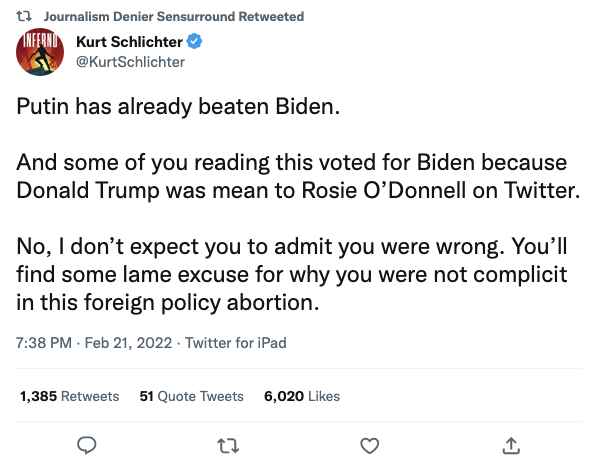 Journalism Denier Sensurround Retweeted
INFERNO
Kurt Schlichter
@KurtSchlichter
Putin has already beaten Biden.
And some of you reading this voted for Biden because
Donald Trump was mean to Rosie O’Donnell on Twitter.
No, I don’t expect you to admit you were wrong. You’ll
find some lame excuse for why you were not complicit
in this foreign policy abortion.
7:38 PM · Feb 21, 2022 · Twitter for iPad
1,385 Retweets 51 Quote Tweets 6,020 Likes